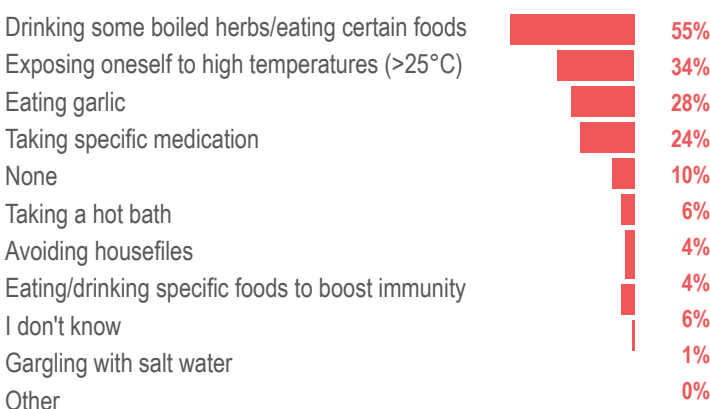 Drinking some boiled herbs/eating certain foods 55%
Exposing oneself to high temperatures (>25°C) 34%
Eating garlic 28%
Taking specific medication 24%
None 10%
Taking a hot bath 6%
Avoiding housefiles 4%
Eating/drinking specific foods to boost immunity 4%
I don't know 6%
Gargling with salt water 1%
Other 0%